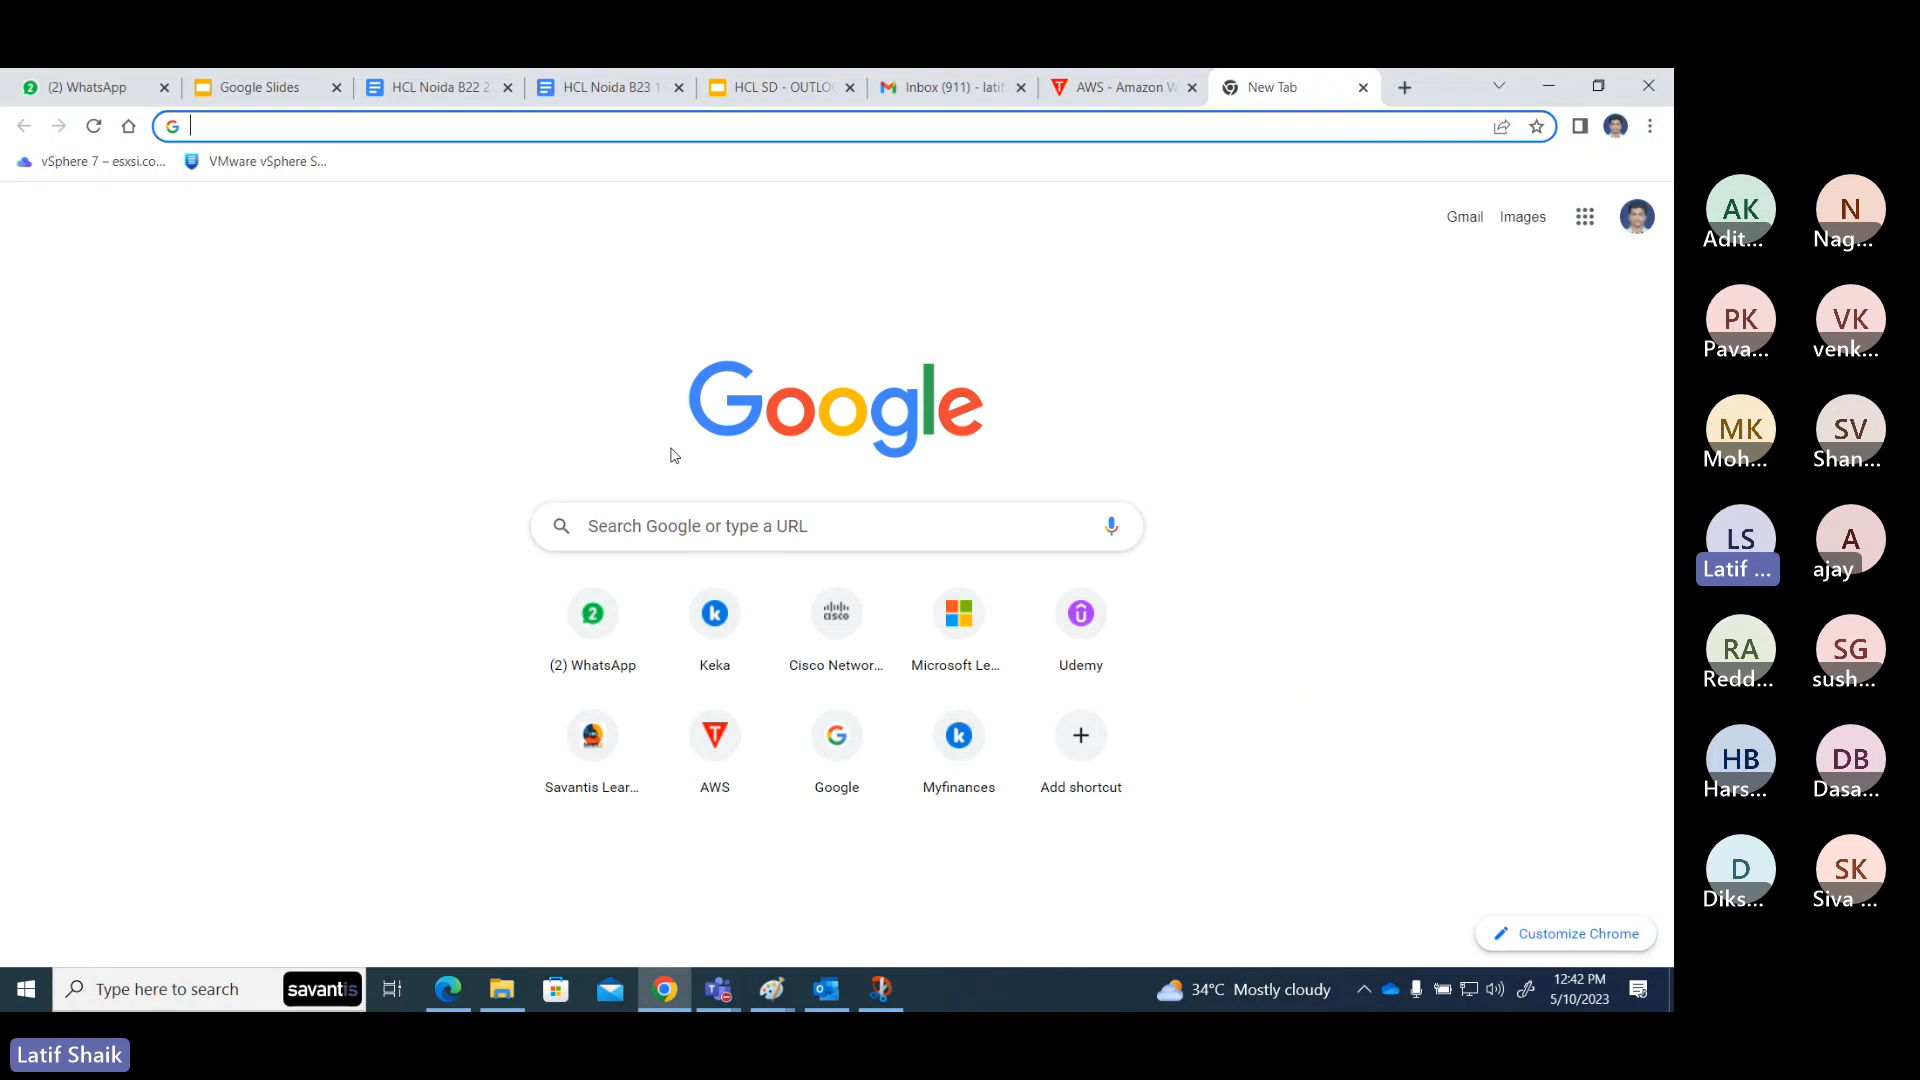 (2) WhatsApp
Google Slides
HCL Noida B22 2
HCL Noida B23 1
HCL SD - OUTLO
Inbox (911) - latif
AWS - Amazon W
New Tab
vSphere 7 – esxsi.co...
VMware vSphere S...
Gmail Images
Google
Search Google or type a URL
2
k
cisco
(2) WhatsApp
Keka
Cisco Networ...
Microsoft Le...
Udemy
Savantis Lear...
AWS
Google
Myfinances
Add shortcut
Customize Chrome
Type here to search
savantis
34°C Mostly cloudy
12:42 PM
5/10/2023
AK
Adit...
N
Nag...
PK
Pava...
VK
venk...
MK
Moh...
SV
Shan...
LS
Latif ...
A
ajay
RA
Redd...
SG
sush...
HB
Hars...
DB
Dasa...
D
Diks...
SK
Siva ...
Latif Shaik